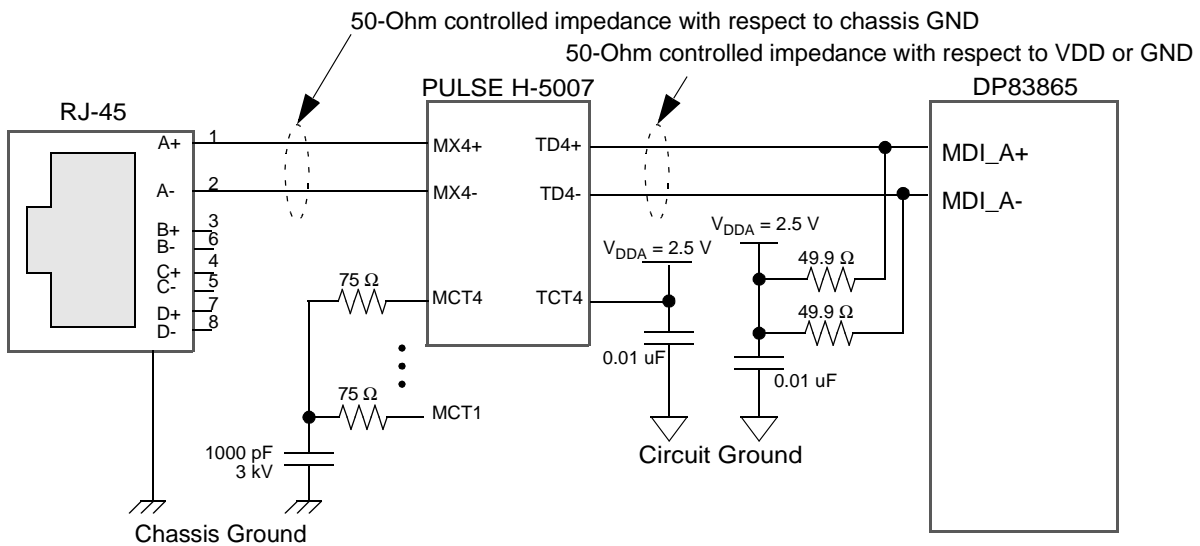 50-Ohm controlled impedance with respect to chassis GND
50-Ohm controlled impedance with respect to VDD or GND
RJ-45
PULSE H-5007
DP83865
A+ 1
MX4+
TD4+
MDI_A+
A- 2
MX4-
TD4-
MDI_A-
B+ 3
B- 6
C+ 4
C- 5
D+ 7
D- 8
VDDA = 2.5 V
VDDA = 2.5 V
49.9 Ω
49.9 Ω
75 Ω
MCT4
TCT4
0.01 uF
0.01 uF
75 Ω
MCT1
1000 pF
3 kV
Circuit Ground
Chassis Ground